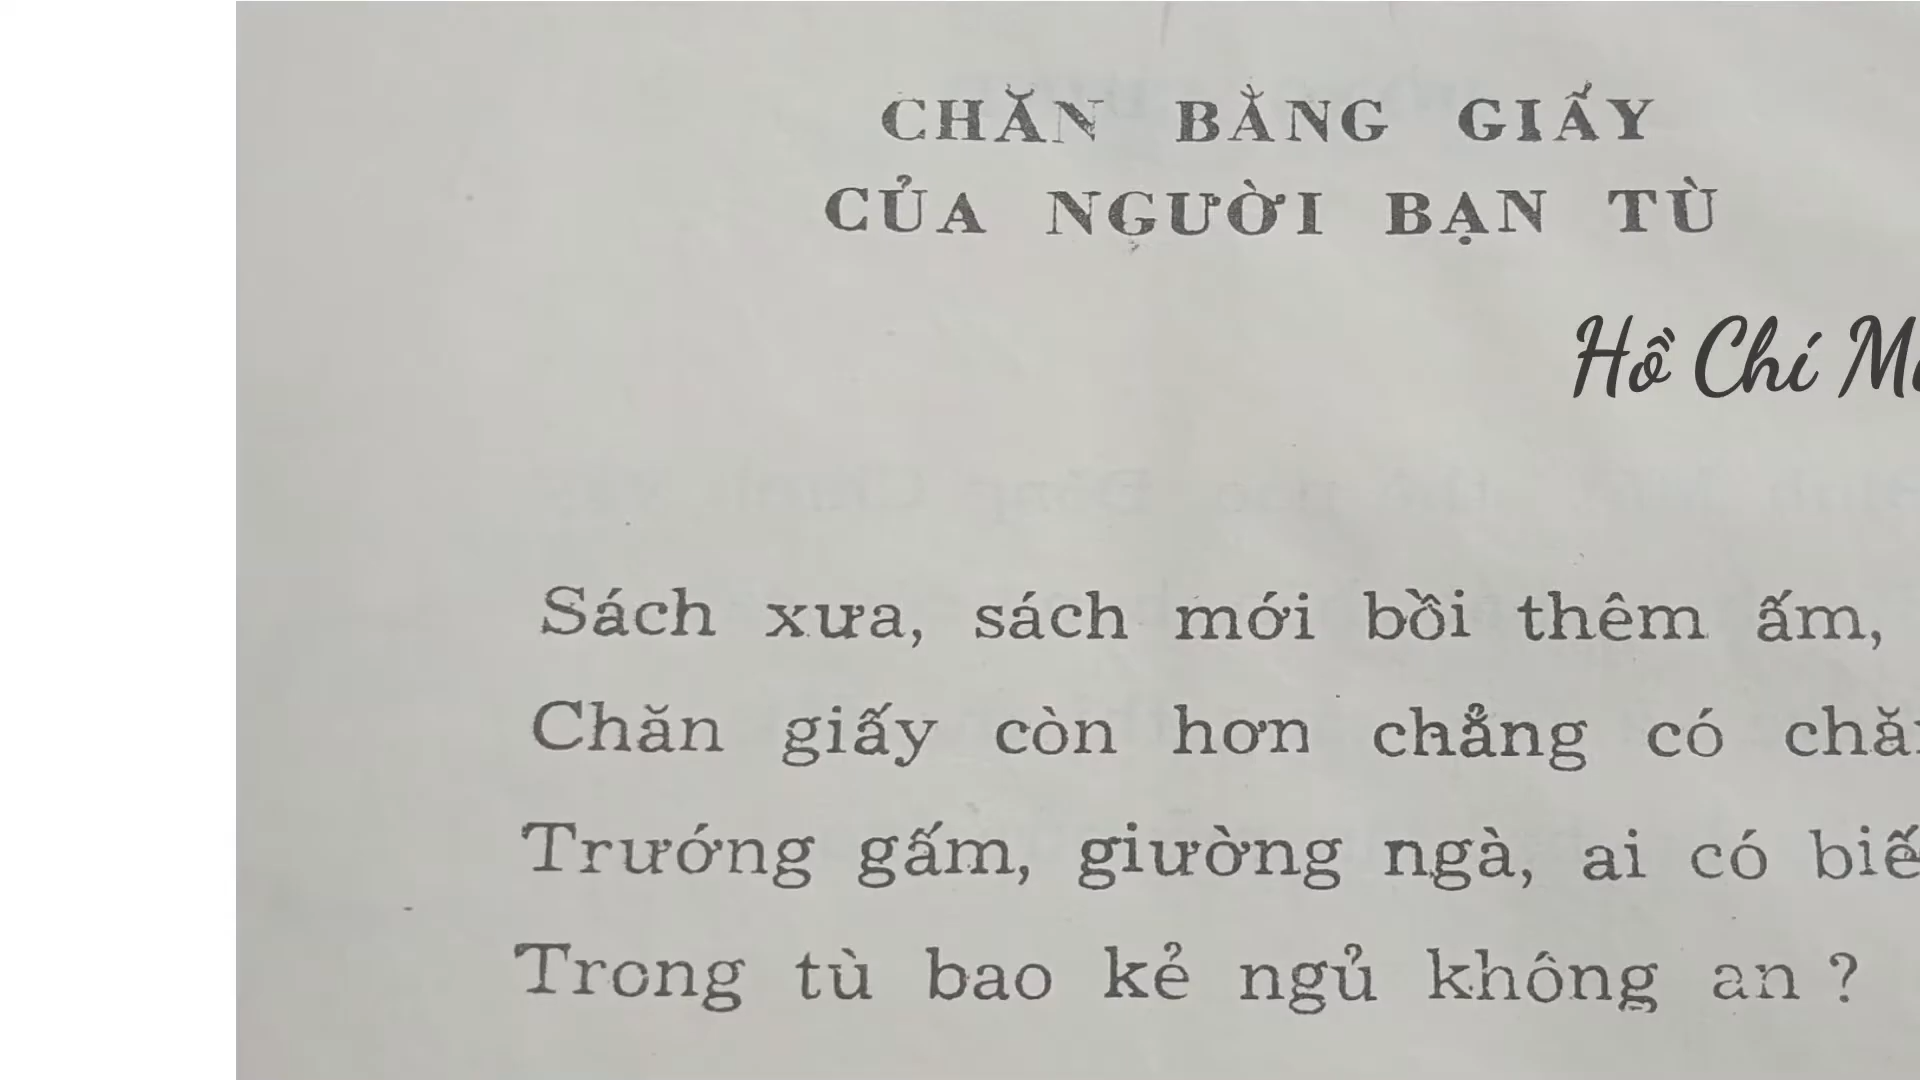 CHĂN BẰNG GIẤY
CỦA NGƯỜI BẠN TÙ
Hồ Chí
Sách xưa, sách mới bồi thêm ấm,
Chăn giấy còn hơn chẳng có
Trướng gấm, giường ngà, ai có
Trong tù bao kẻ ngủ không an ?